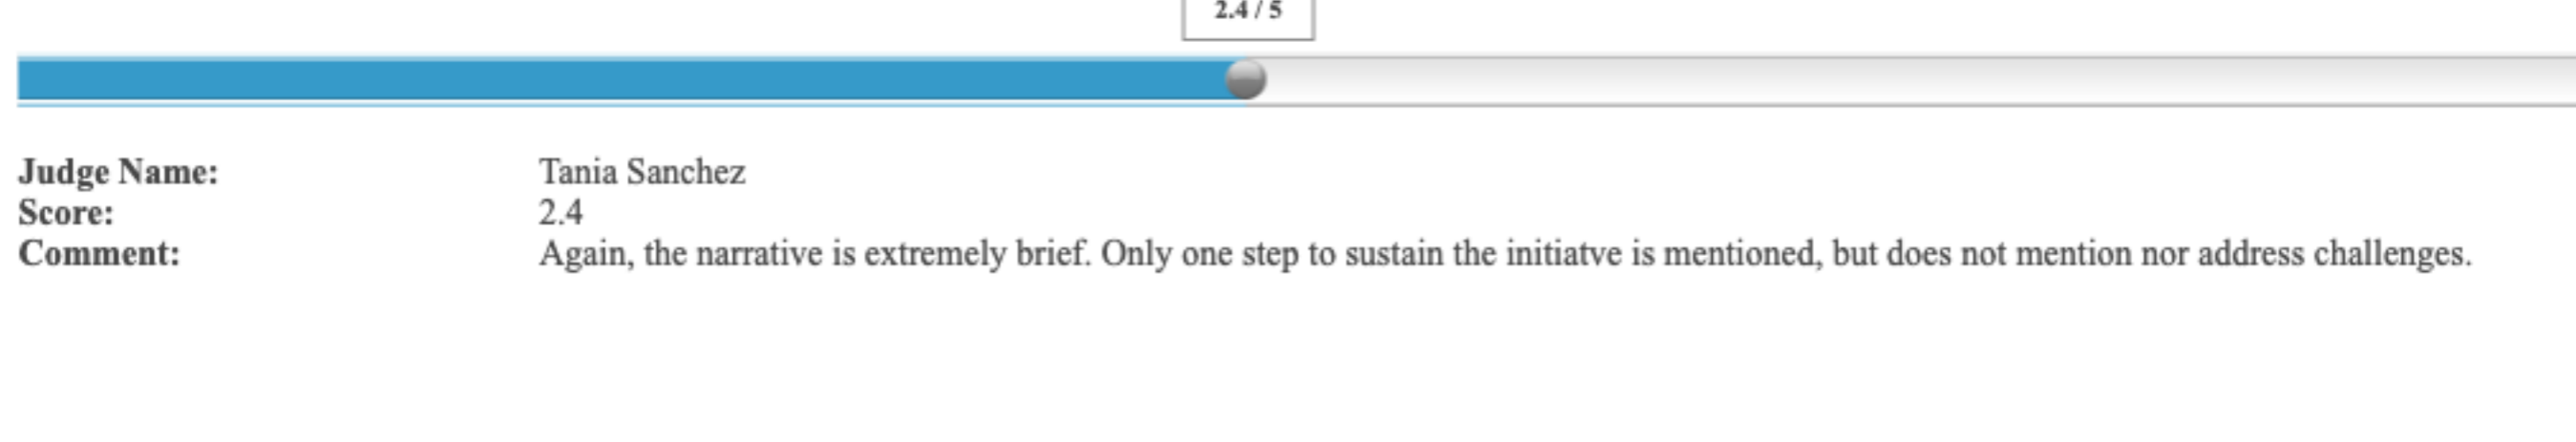 2.4 / 5
Judge Name: Tania Sanchez
Score: 2.4
Comment: Again, the narrative is extremely brief. Only one step to sustain the initiatve is mentioned, but does not mention nor address challenges.